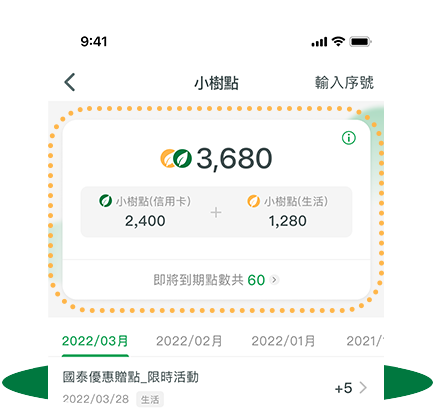 9:41
小樹點 輸入序號
3,680
小樹點(信用卡) + 小樹點(生活)
2,400 1,280
即將到期點數共 60
2022/03月 2022/02月 2022/01月 2021/
國泰優惠贈點_限時活動
+5
2022/03/28 生活